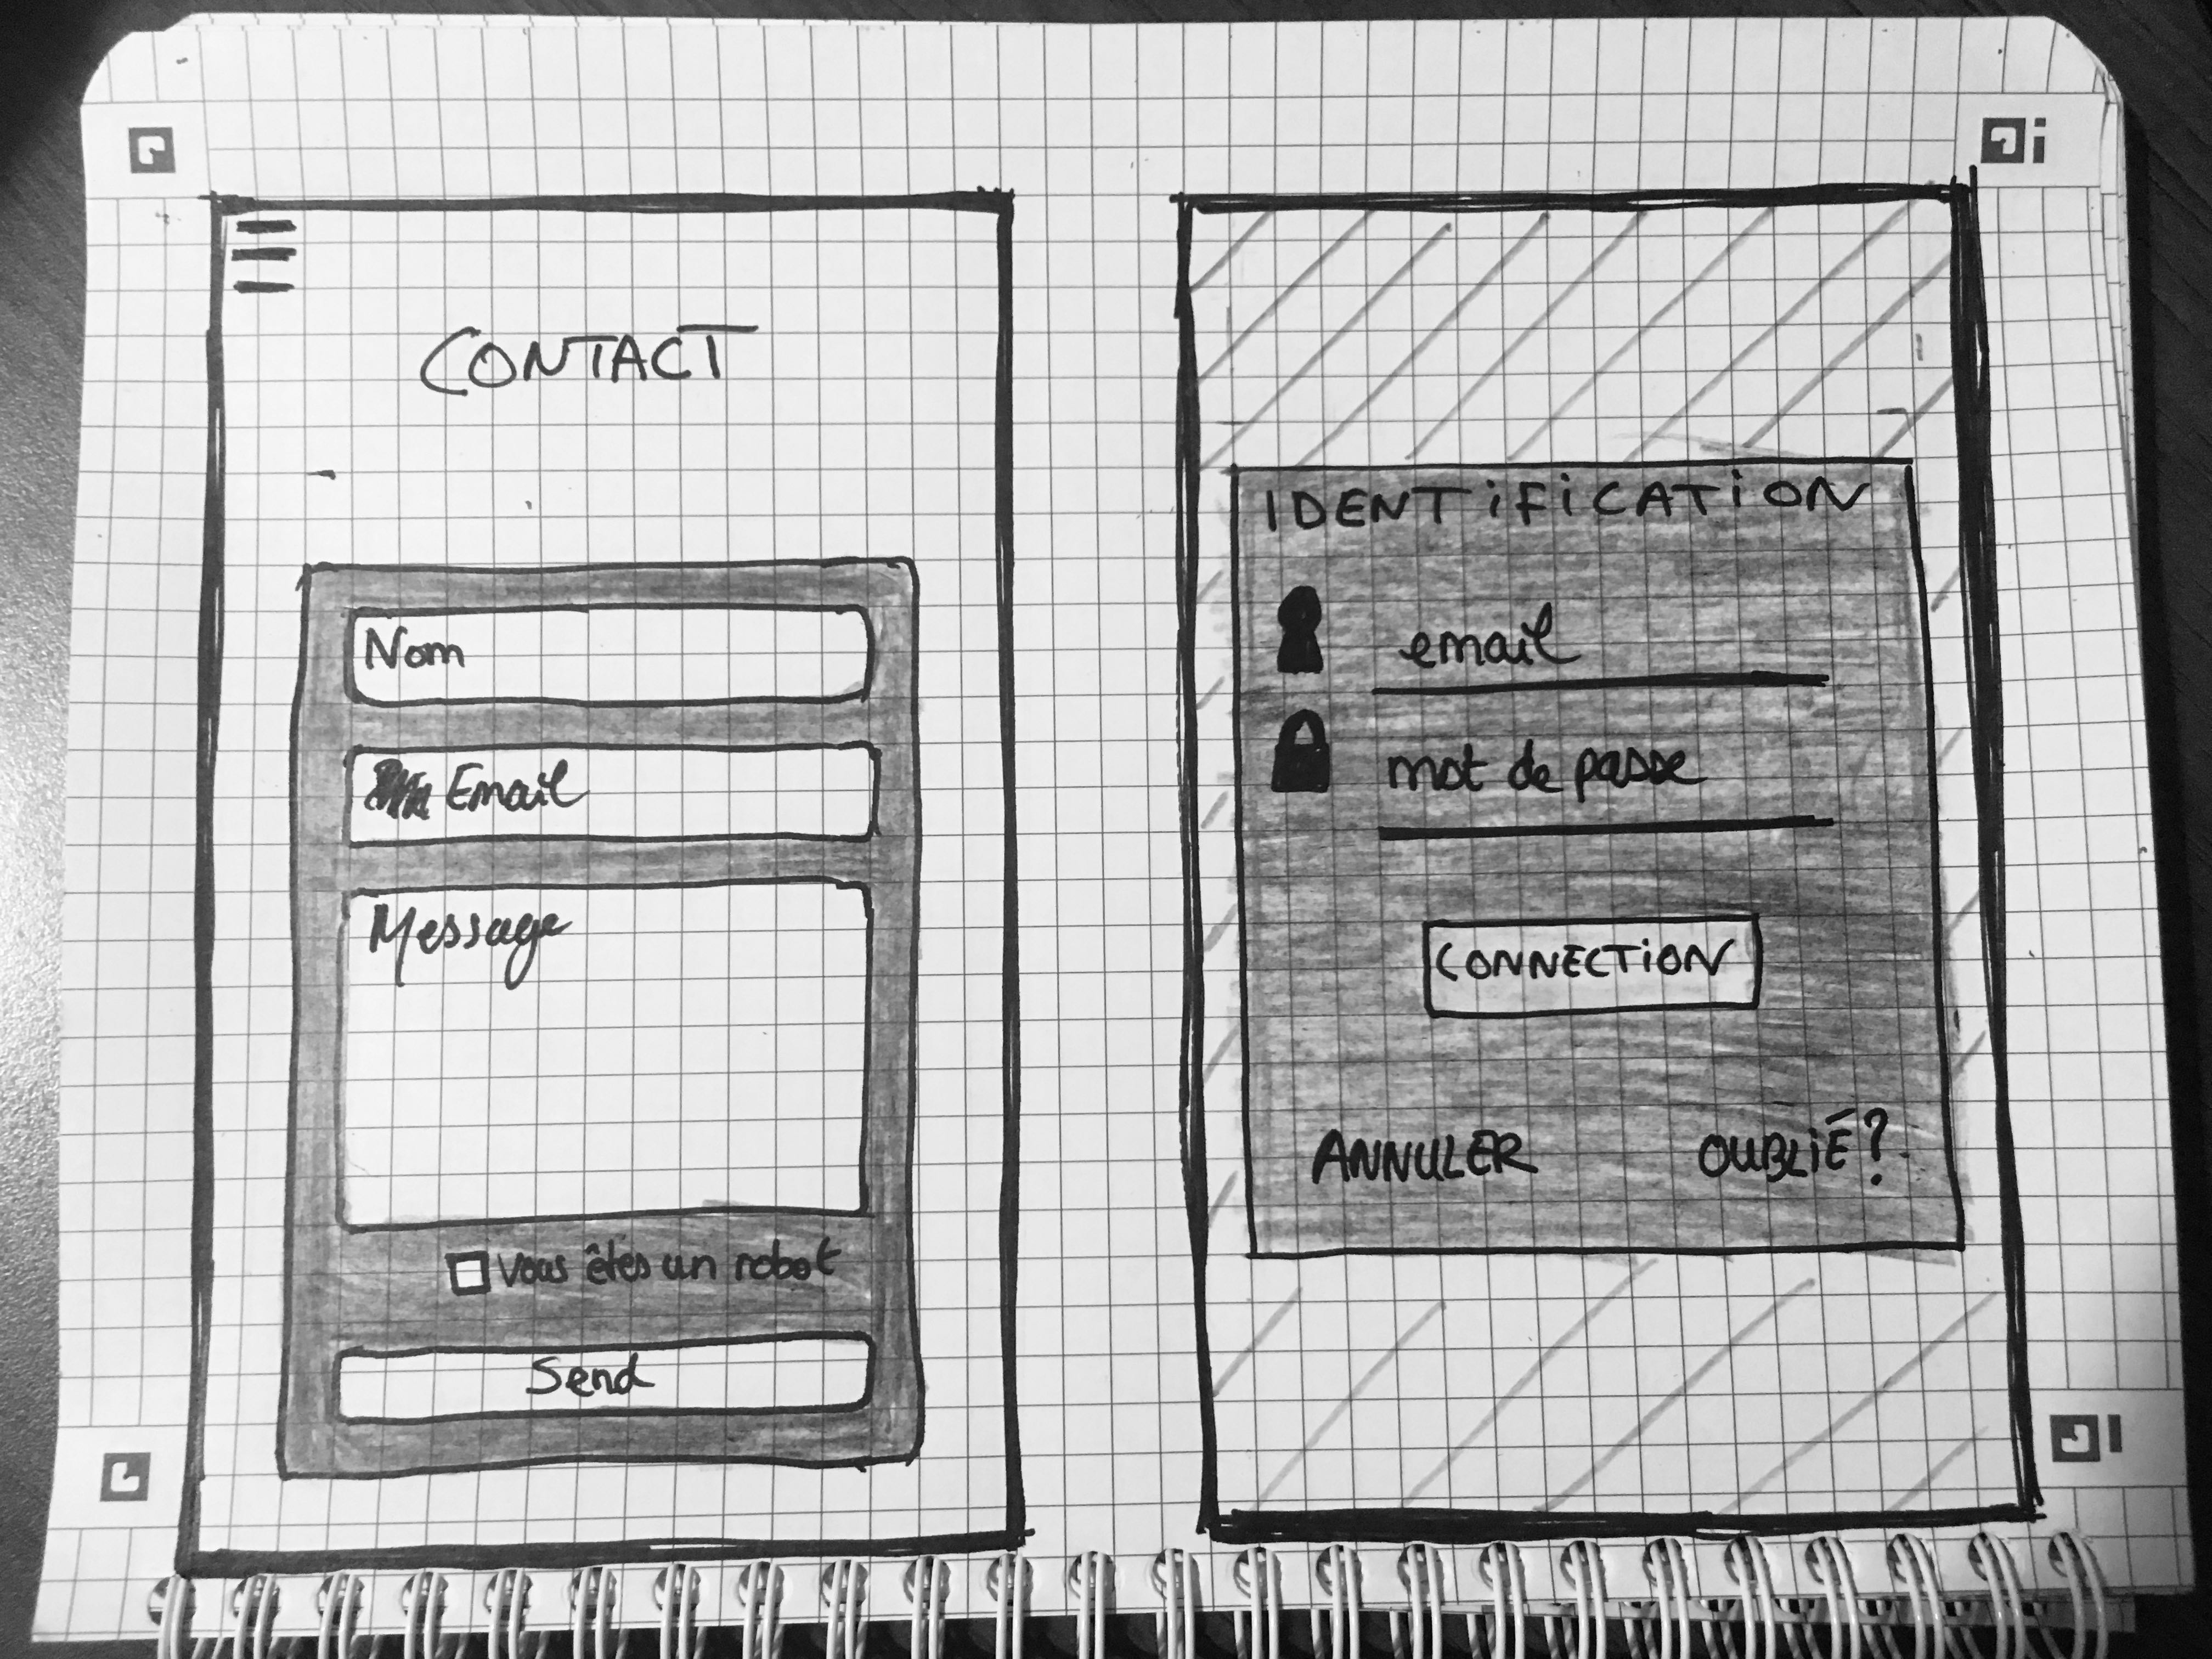 CONTACT
Nom
Email
Message
Vous êtes un robot
Send
IDENTiFiCATiON
email
mot de passe
CONNECTiON
ANNULER
OUBLiÉ?